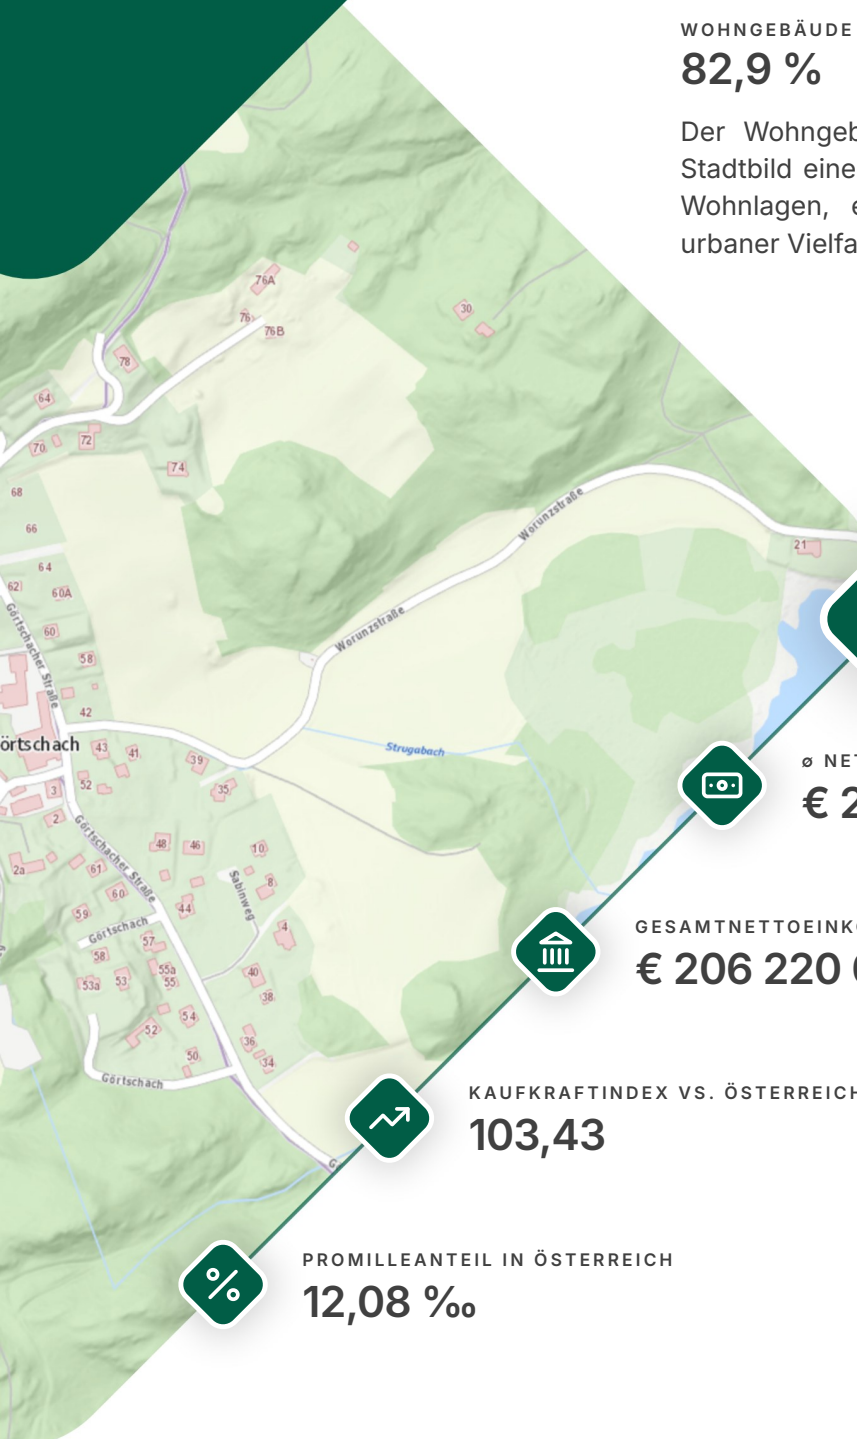 WOHNGEBÄUDE
82,9 %
Der Wohngeb
Stadtbild eine
Wohnlagen, e
urbaner Vielfa
76A
30
76
76B
78
64
70
72
74
68
66
Worunzstraße
21
64
62
60A
Görtschacher Straße
60
Worunzstraße
58
42
örtschach
43
41
Strugabach
39
ø NET
52
3
35
€ 2
2
Görtschacher Straße
48
46
10
2a
61
8
Sabinweg
60
59
44
4
Görtschach
57
GESAMTNETTOEINKO
58
55a
53a
53
55
40
€ 206 220
38
54
52
36
50
34
Görtschach
KAUFKRAFTINDEX VS. ÖSTERREICH
103,43
G
PROMILLEANTEIL IN ÖSTERREICH
12,08 ‰